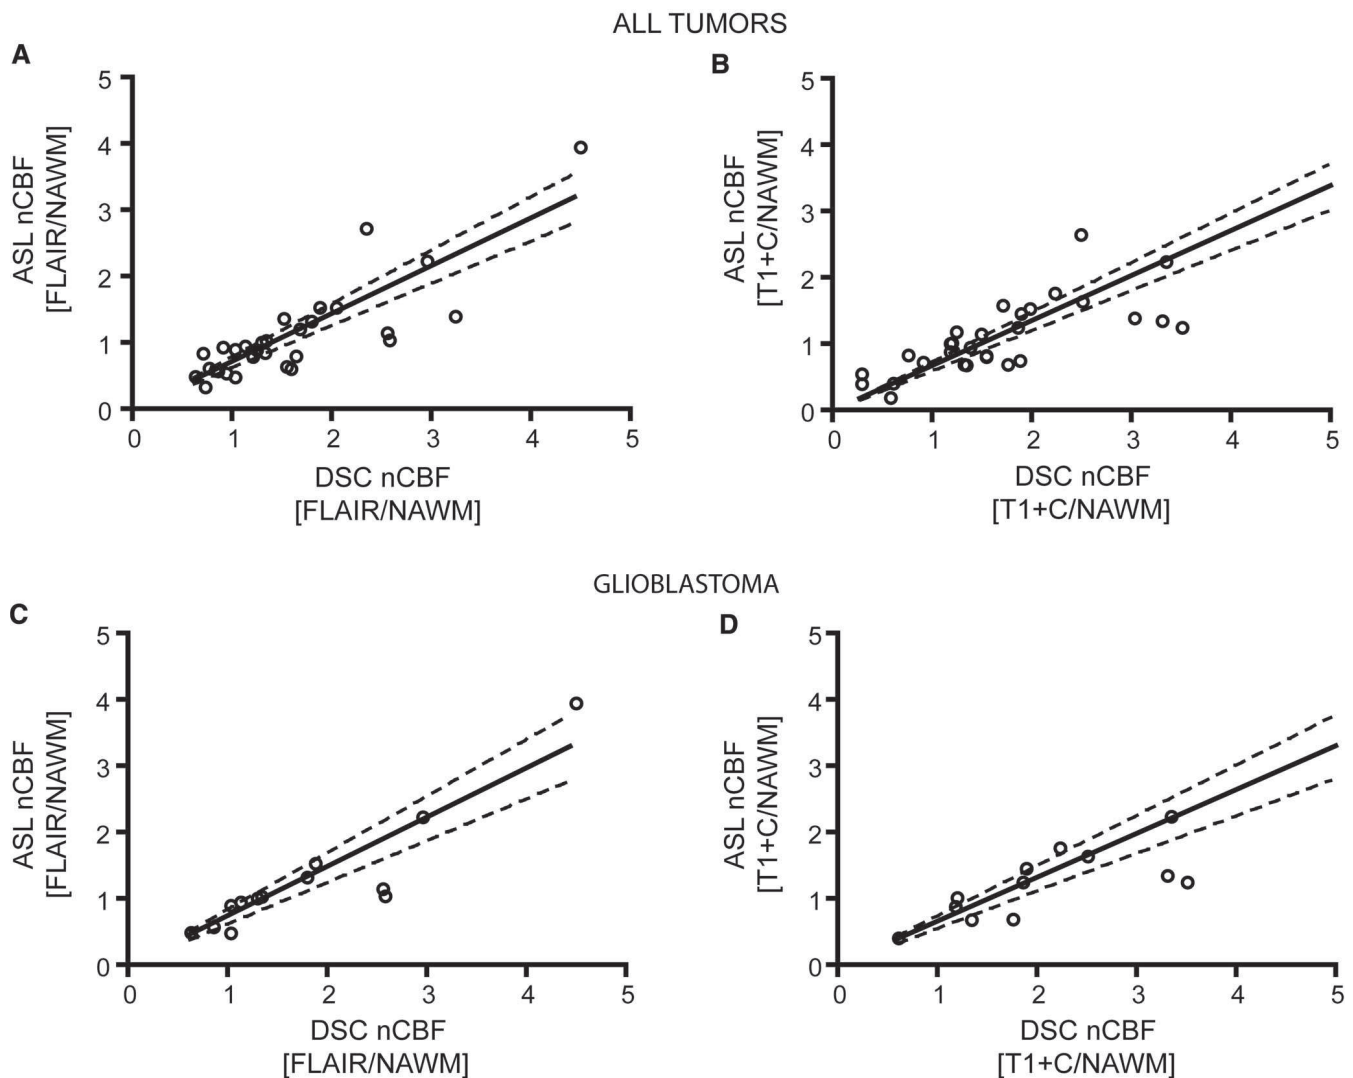 ALL TUMORS
A
5
4
3
2
1
0
ASL nCBF
[FLAIR/NAWM]
0 1 2 3 4 5
DSC nCBF
[FLAIR/NAWM]
B
5
4
3
2
1
0
ASL nCBF
[T1+C/NAWM]
0 1 2 3 4 5
DSC nCBF
[T1+C/NAWM]
GLIOBLASTOMA
C
5
4
3
2
1
0
ASL nCBF
[FLAIR/NAWM]
0 1 2 3 4 5
DSC nCBF
[FLAIR/NAWM]
D
5
4
3
2
1
0
ASL nCBF
[T1+C/NAWM]
0 1 2 3 4 5
DSC nCBF
[T1+C/NAWM]